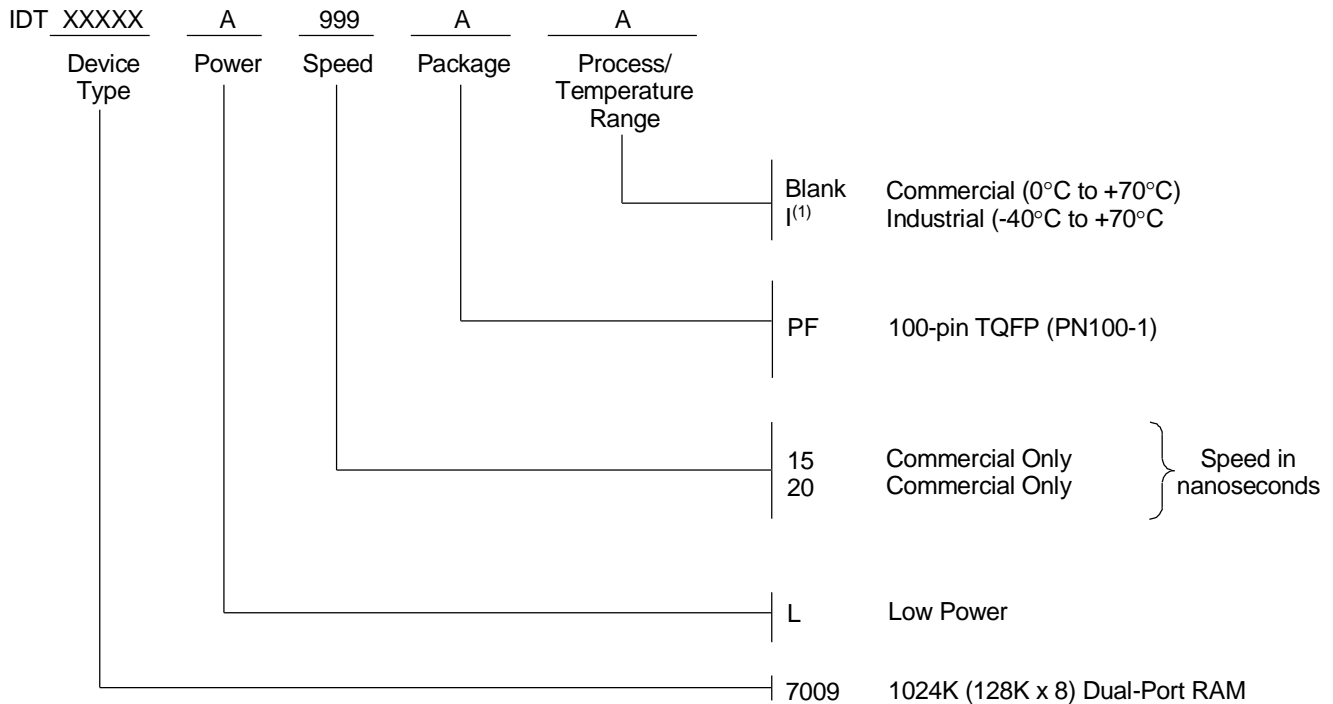 IDT XXXXX A 999 A A
Device Type Power Speed Package Process/ Temperature Range
Blank Commercial (0°C to +70°C)
I(1) Industrial (-40°C to +70°C
PF 100-pin TQFP (PN100-1)
15 Commercial Only
20 Commercial Only
Speed in nanoseconds
L Low Power
7009 1024K (128K x 8) Dual-Port RAM